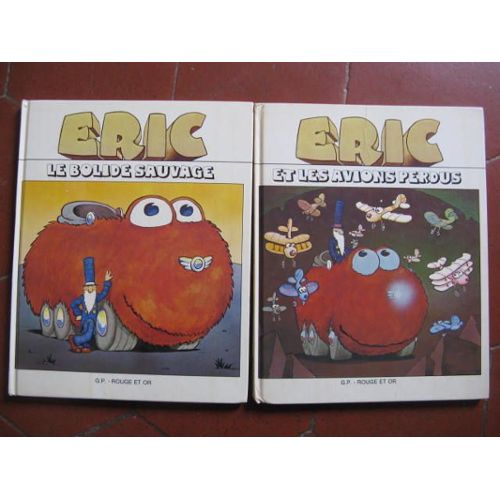 ERIC
LE BOLIDE SAUVAGE
G.P. - ROUGE ET OR
ERIC
ET LES AVIONS PERDUS
G.P. - ROUGE ET OR